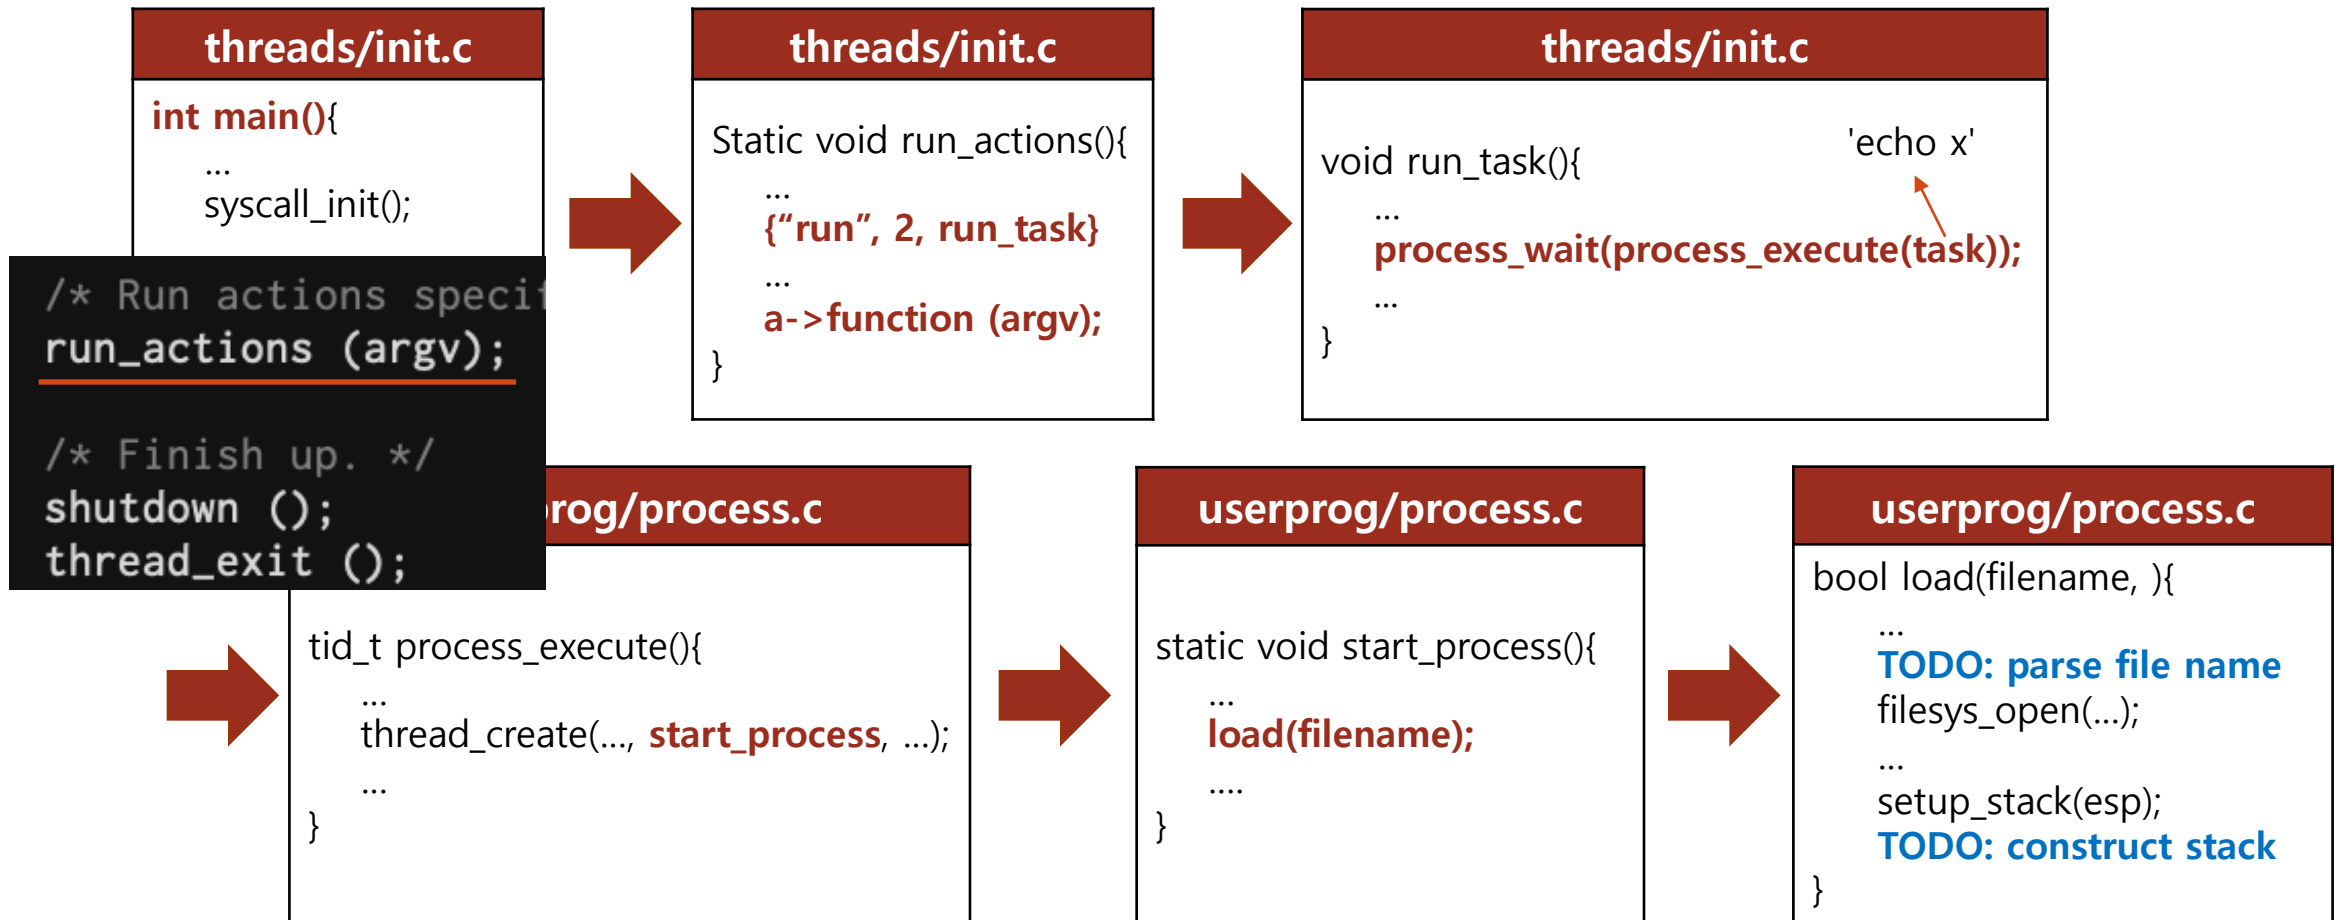 threads/init.c
int main(){
...
syscall_init();
/* Run actions specif
run_actions (argv);
/* Finish up. */
shutdown ();
thread_exit ();
threads/init.c
Static void run_actions(){
...
{“run”, 2, run_task}
...
a->function (argv);
}
threads/init.c
'echo x'
void run_task(){
...
process_wait(process_execute(task));
...
}
rog/process.c
tid_t process_execute(){
...
thread_create(..., start_process, ...);
...
}
userprog/process.c
static void start_process(){
...
load(filename);
....
}
userprog/process.c
bool load(filename, ){
...
TODO: parse file name
filesys_open(...);
...
setup_stack(esp);
TODO: construct stack
}